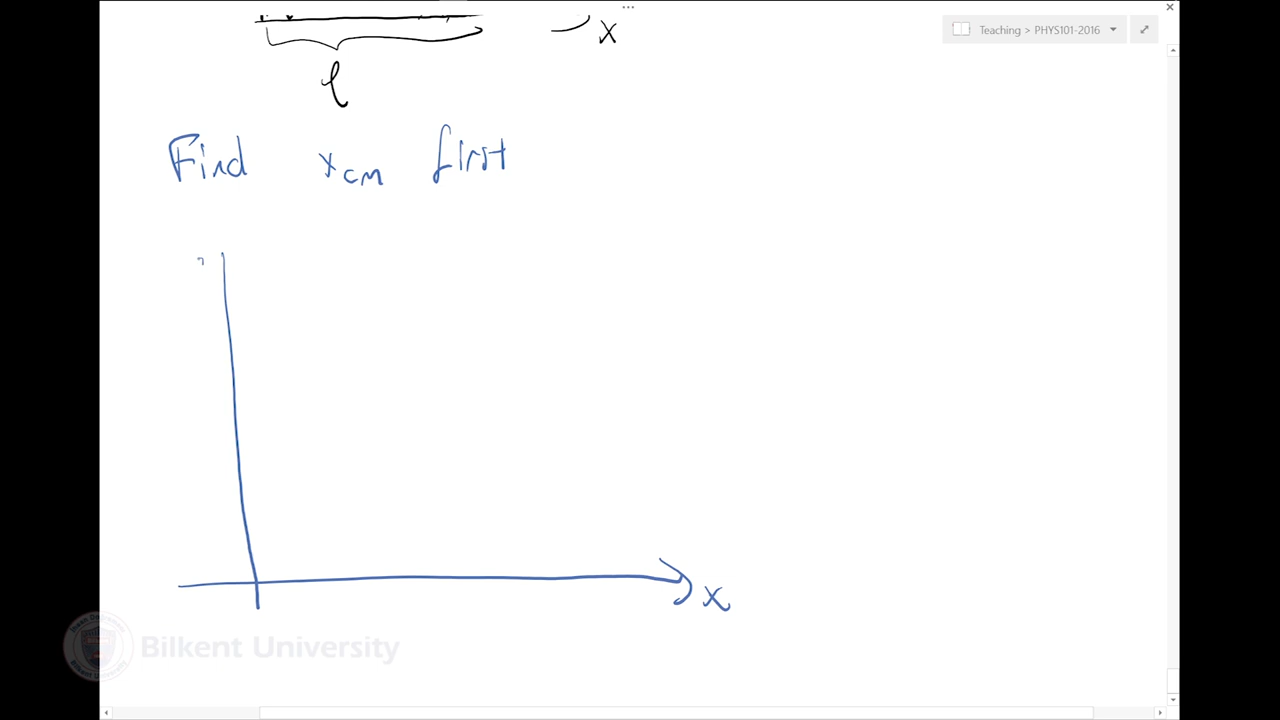 x
Teaching > PHYS101-2016
ℓ
Find x_CM first
x
Bilkent University